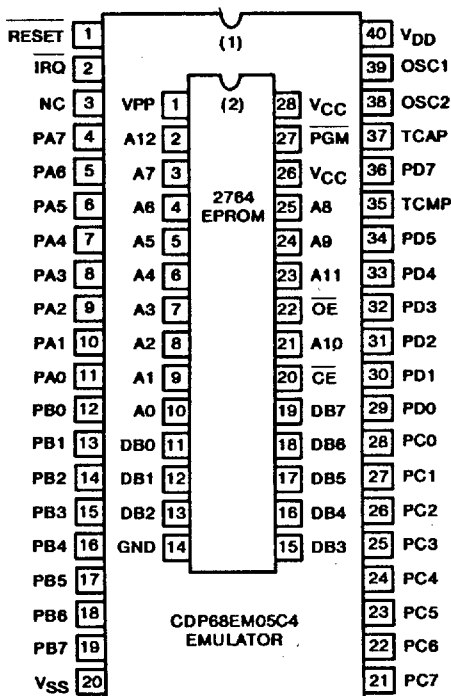 RESET 1 (1) 40 VDD
IRQ 2 39 OSC1
NC 3 VPP 1 (2) 28 VCC 38 OSC2
PA7 4 A12 2 27 PGM 37 TCAP
PA6 5 A7 3 26 VCC 36 PD7
2764
EPROM
PA5 6 A6 4 25 A8 35 TCMP
PA4 7 A5 5 24 A9 34 PD5
PA3 8 A4 6 23 A11 33 PD4
PA2 9 A3 7 22 OE 32 PD3
PA1 10 A2 8 21 A10 31 PD2
PA0 11 A1 9 20 CE 30 PD1
PB0 12 A0 10 19 DB7 29 PD0
PB1 13 DB0 11 18 DB6 28 PC0
PB2 14 DB1 12 17 DB5 27 PC1
PB3 15 DB2 13 16 DB4 26 PC2
PB4 16 GND 14 15 DB3 25 PC3
PB5 17 24 PC4
PB6 18 23 PC5
CDP68EM05C4
EMULATOR
PB7 19 22 PC6
VSS 20 21 PC7